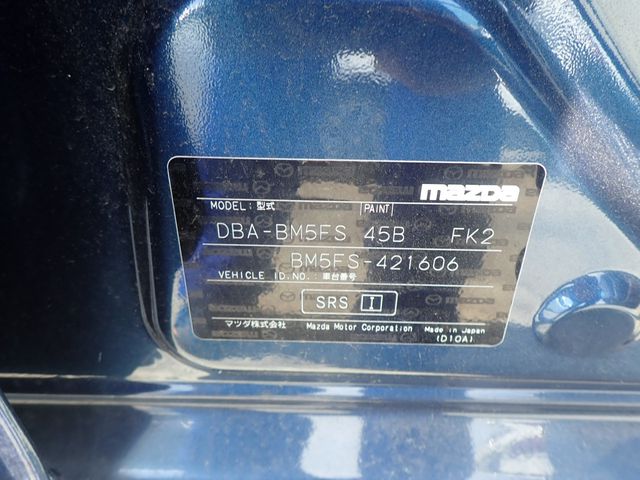 mazda
MODEL: 型式 PAINT
DBA-BM5FS 45B FK2
BM5FS-421606
VEHICLE ID.NO.: 車台番号
SRS I
マツダ株式会社 Mazda Motor Corporation Made in Japan
(D10A)